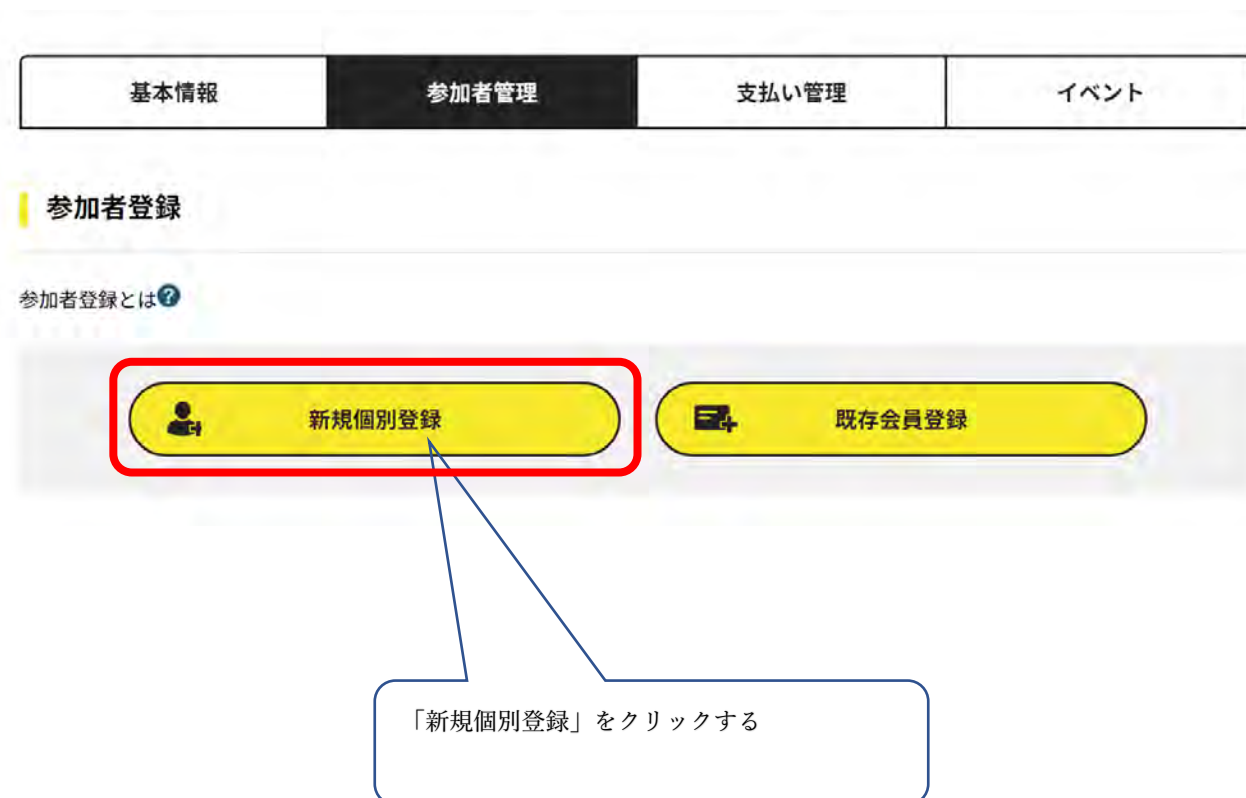 基本情報 参加者管理 支払い管理 イベント
参加者登録
参加者登録とは?
新規個別登録 既存会員登録
「新規個別登録」をクリックする